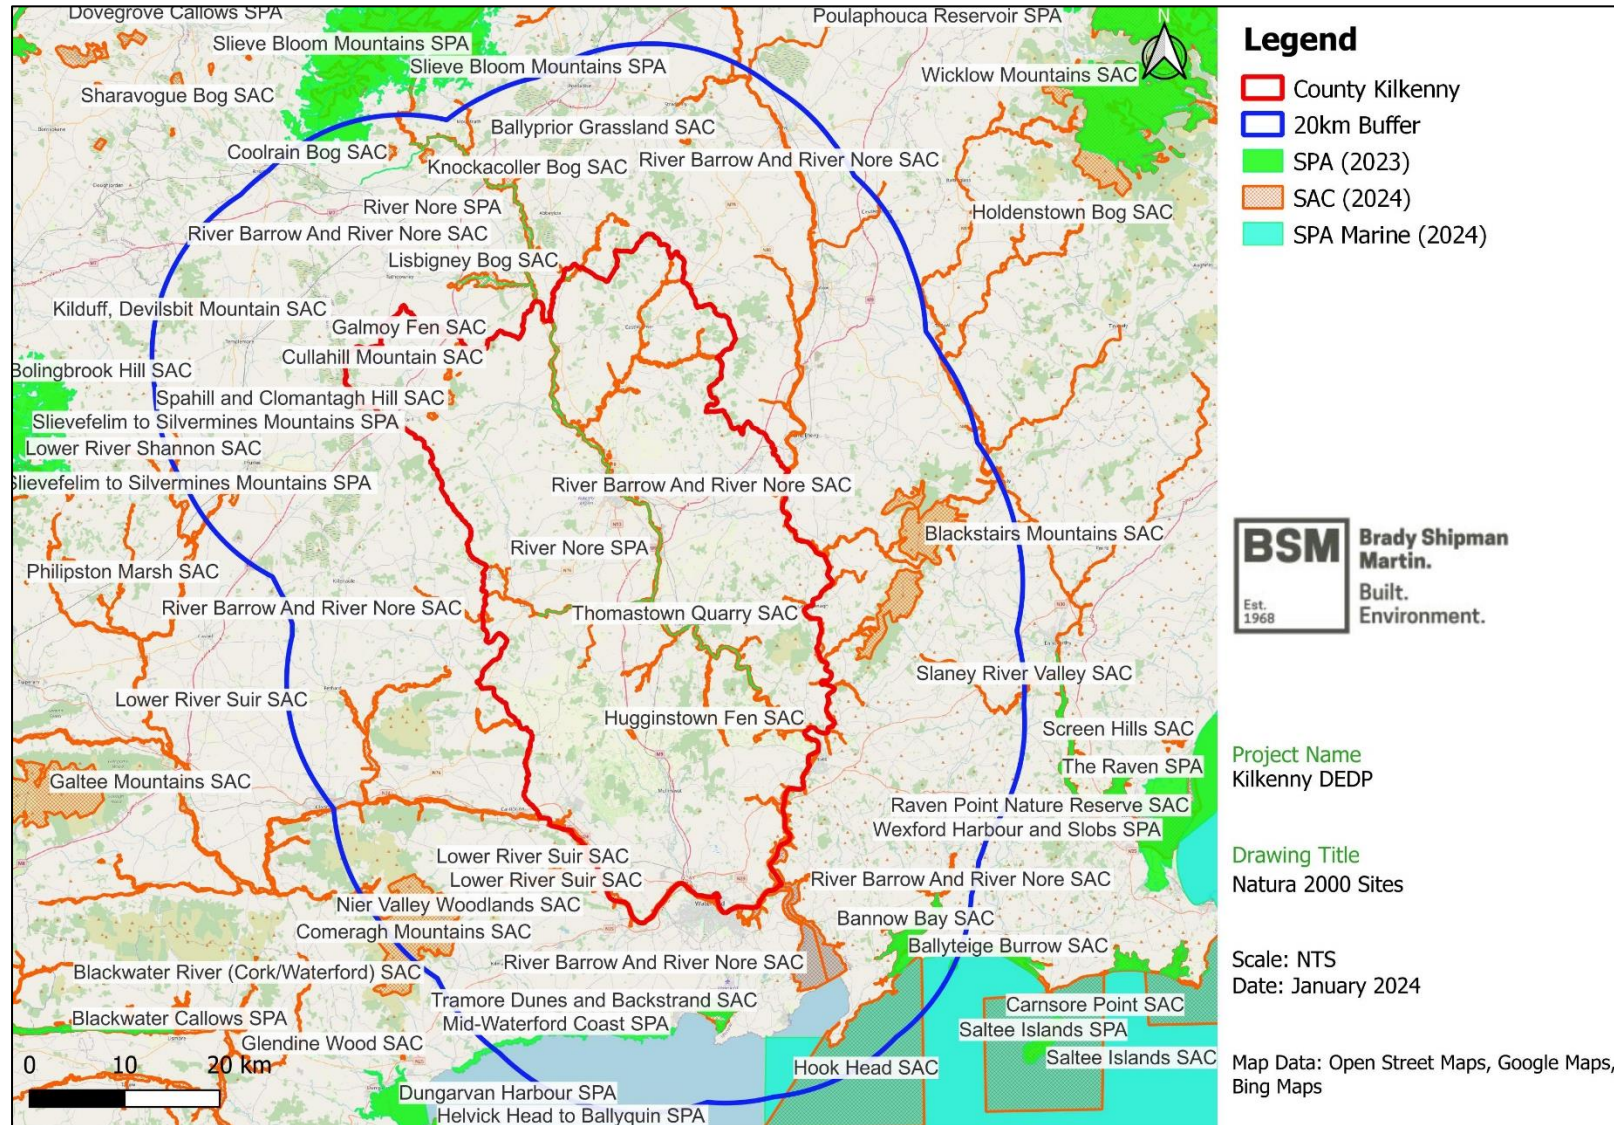 Dovegrove Callows SPA
Poulaphouca Reservoir SPA
Slieve Bloom Mountains SPA
Slieve Bloom Mountains SPA
Wicklow Mountains SAC
Sharavogue Bog SAC
Ballyprior Grassland SAC
Coolrain Bog SAC
River Barrow And River Nore SAC
Knockacoller Bog SAC
River Nore SPA
Holdenstown Bog SAC
River Barrow And River Nore SAC
Lisbigney Bog SAC
Kilduff, Devilsbit Mountain SAC
Galmoy Fen SAC
Cullahill Mountain SAC
Bolingbrook Hill SAC
Spahill and Clomantagh Hill SAC
Slievefelim to Silvermines Mountains SPA
Lower River Shannon SAC
Slievefelim to Silvermines Mountains SPA
River Barrow And River Nore SAC
Blackstairs Mountains SAC
River Nore SPA
Philipston Marsh SAC
River Barrow And River Nore SAC
Thomastown Quarry SAC
Slaney River Valley SAC
Lower River Suir SAC
Hugginstown Fen SAC
Screen Hills SAC
The Raven SPA
Galtee Mountains SAC
Raven Point Nature Reserve SAC
Wexford Harbour and Slobs SPA
Lower River Suir SAC
Lower River Suir SAC
River Barrow And River Nore SAC
Nier Valley Woodlands SAC
Bannow Bay SAC
Comeragh Mountains SAC
Ballyteige Burrow SAC
River Barrow And River Nore SAC
Blackwater River (Cork/Waterford) SAC
Tramore Dunes and Backstrand SAC
Carnsore Point SAC
Blackwater Callows SPA
Mid-Waterford Coast SPA
Saltee Islands SPA
Glendine Wood SAC
Saltee Islands SAC
Hook Head SAC
Dungarvan Harbour SPA
Helvick Head to Ballyquin SPA
0 10 20 km
N
Legend
County Kilkenny
20km Buffer
SPA (2023)
SAC (2024)
SPA Marine (2024)
BSM
Est.
1968
Brady Shipman
Martin.
Built.
Environment.
Project Name
Kilkenny DEDP
Drawing Title
Natura 2000 Sites
Scale: NTS
Date: January 2024
Map Data: Open Street Maps, Google Maps,
Bing Maps